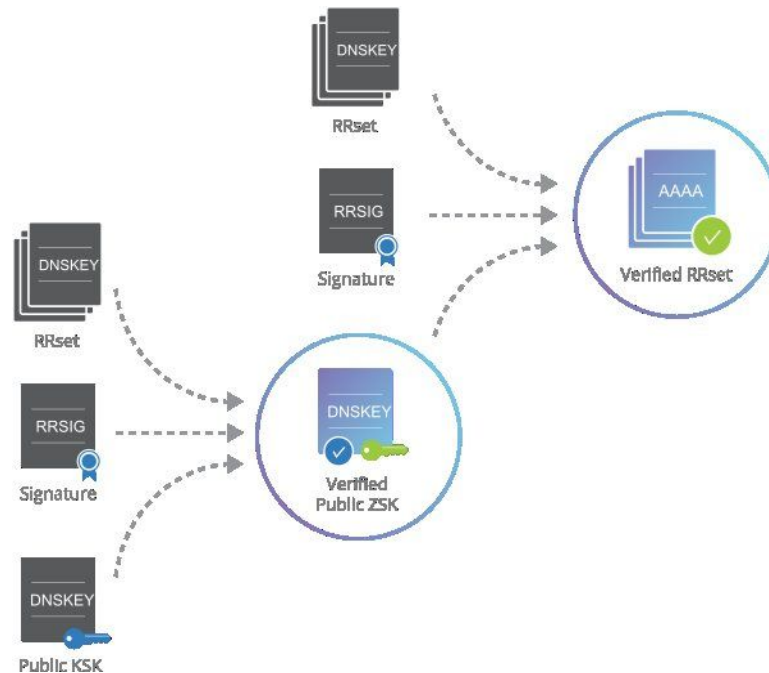 DNSKEY
RRset
RRSIG
Signature
AAAA
Verified RRset
DNSKEY
RRset
RRSIG
Signature
DNSKEY
Public KSK
DNSKEY
Verified
Public ZSK